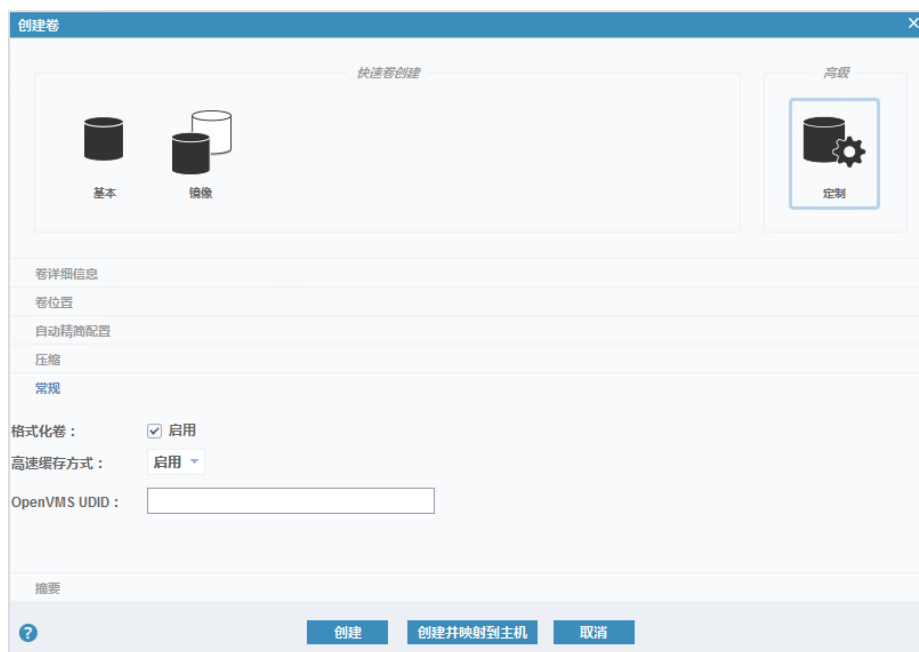 创建卷
快速卷创建
高级
基本
镜像
定制
卷详细信息
卷位置
自动精简配置
压缩
常规
格式化卷： 启用
高速缓存方式： 启用
OpenVMS UDID：
摘要
? 创建 创建并映射到主机 取消